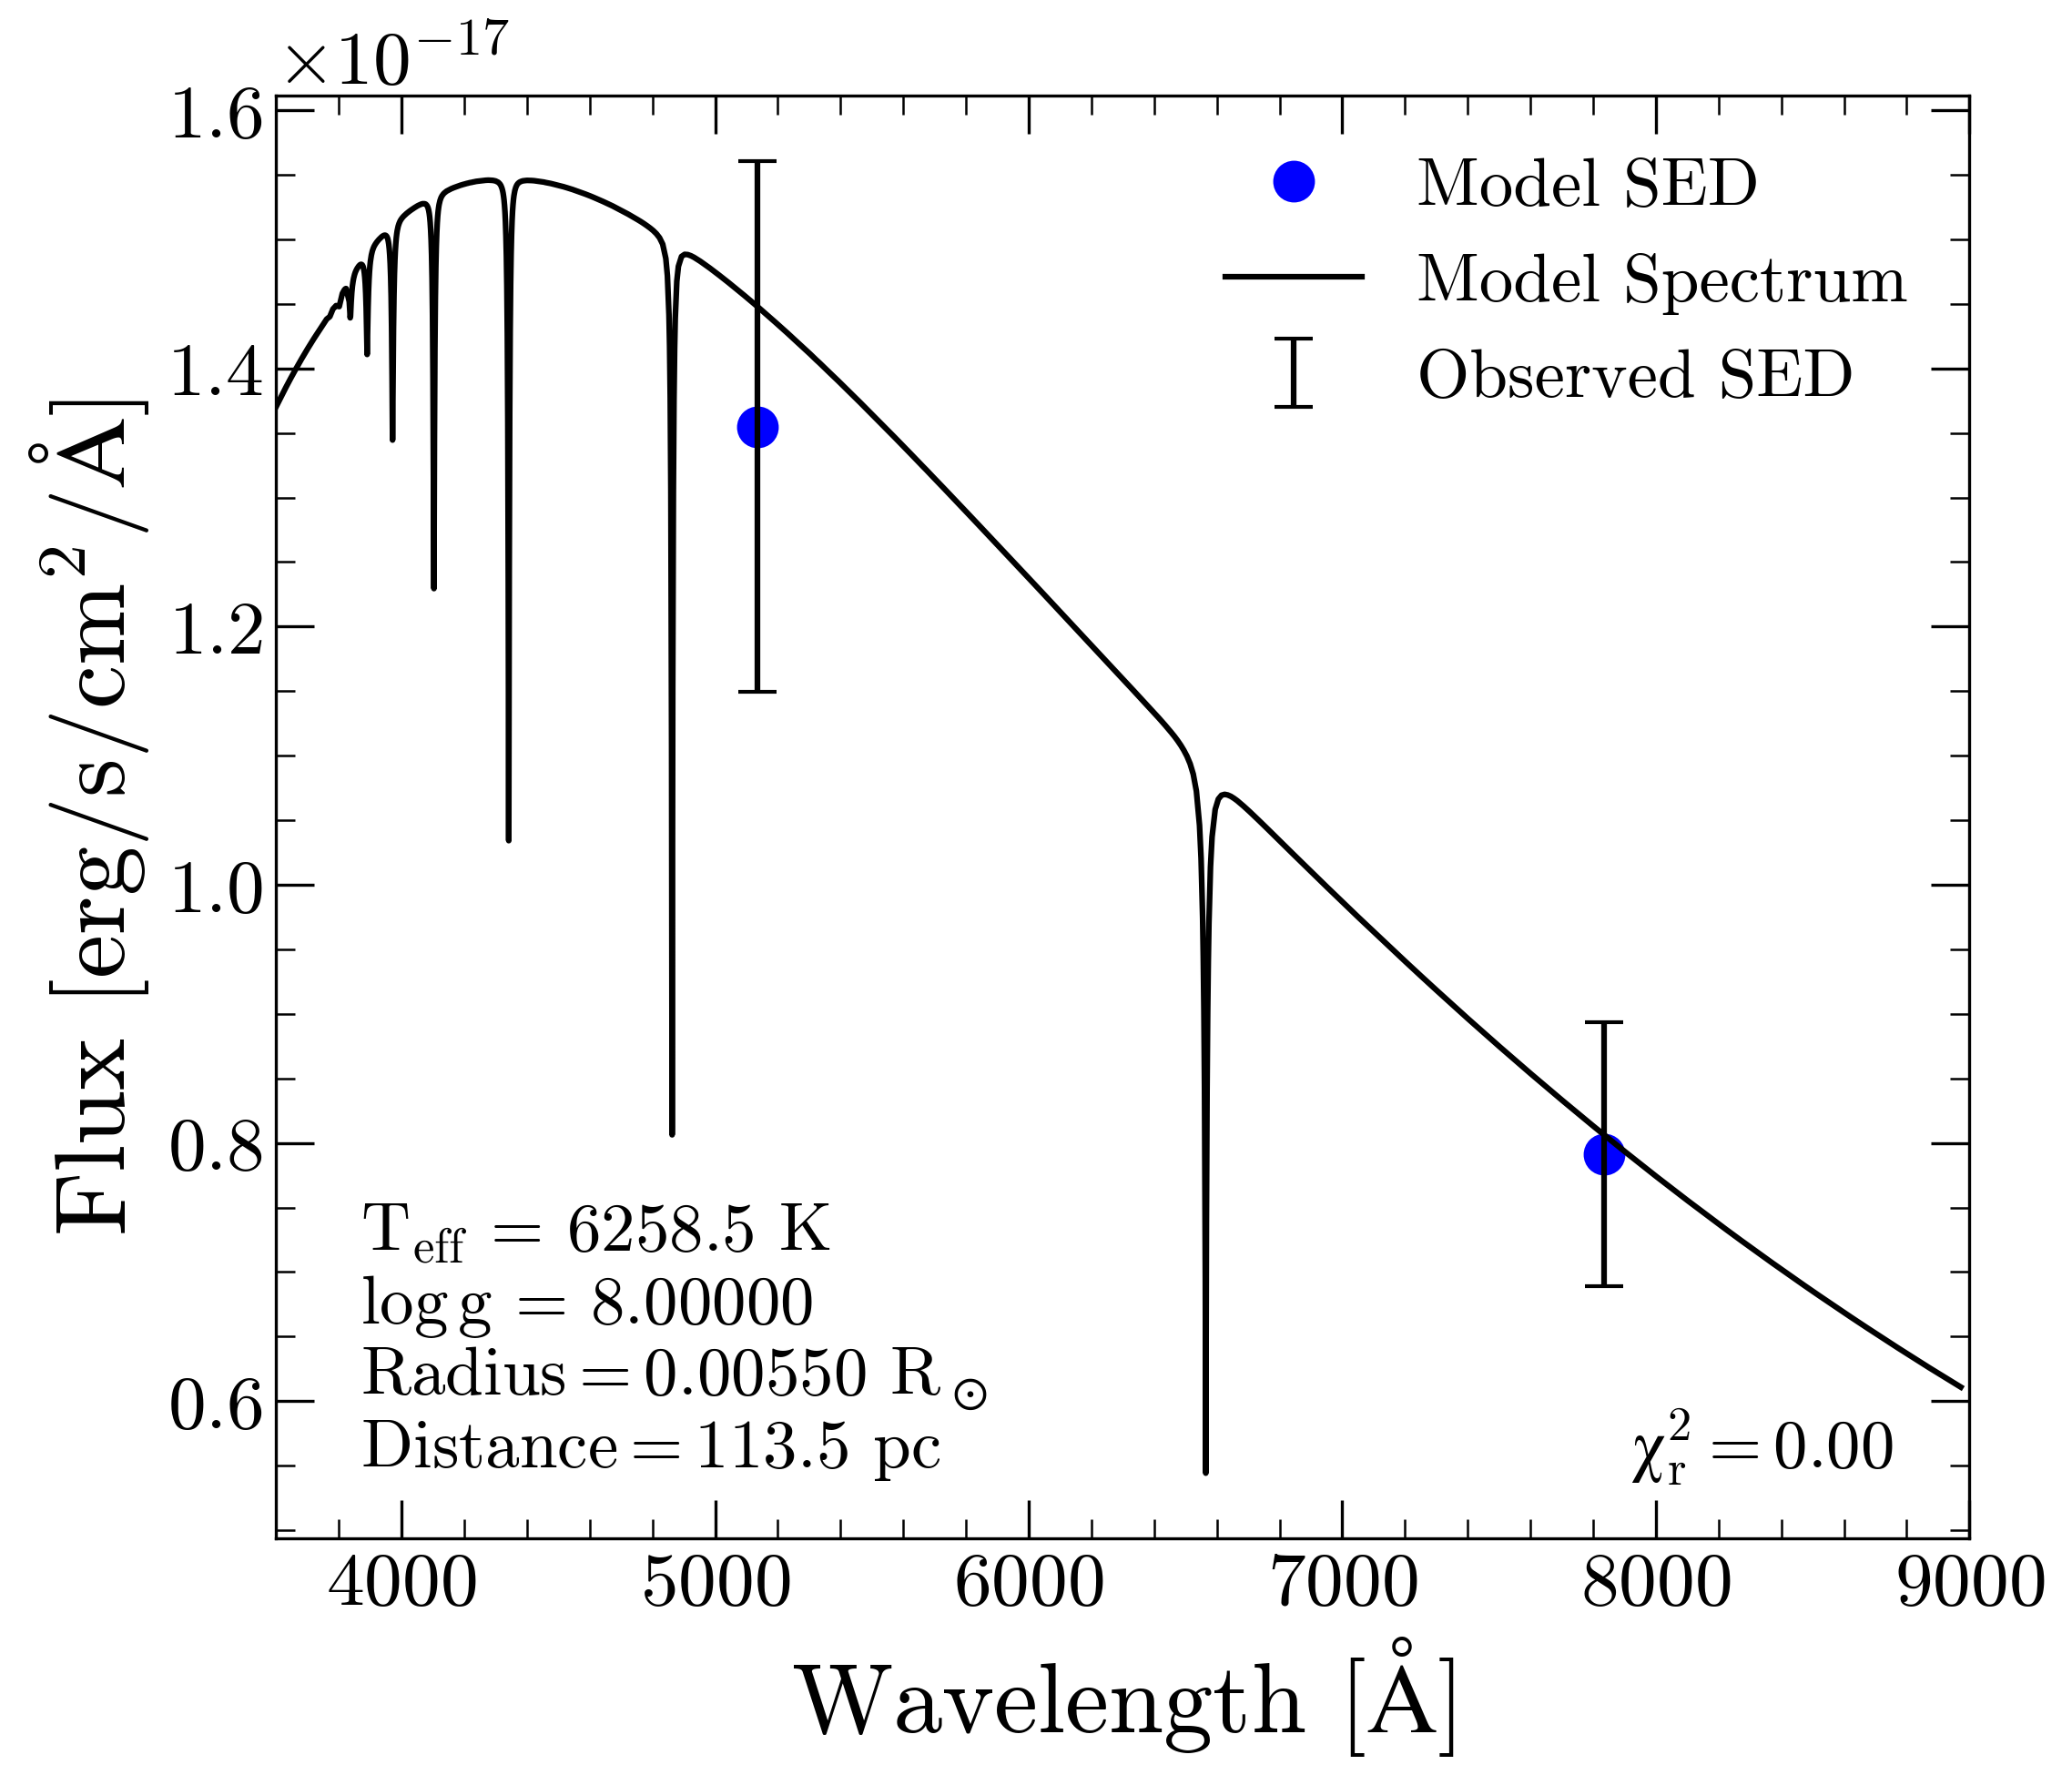 ×10⁻¹⁷
1.6
1.4
1.2
1.0
0.8
0.6
Flux [erg/s/cm²/Å]
Model SED
Model Spectrum
Observed SED
T_eff = 6258.5 K
log g = 8.00000
Radius = 0.00550 R_⊙
Distance = 113.5 pc
χ²_r = 0.00
4000 5000 6000 7000 8000 9000
Wavelength [Å]